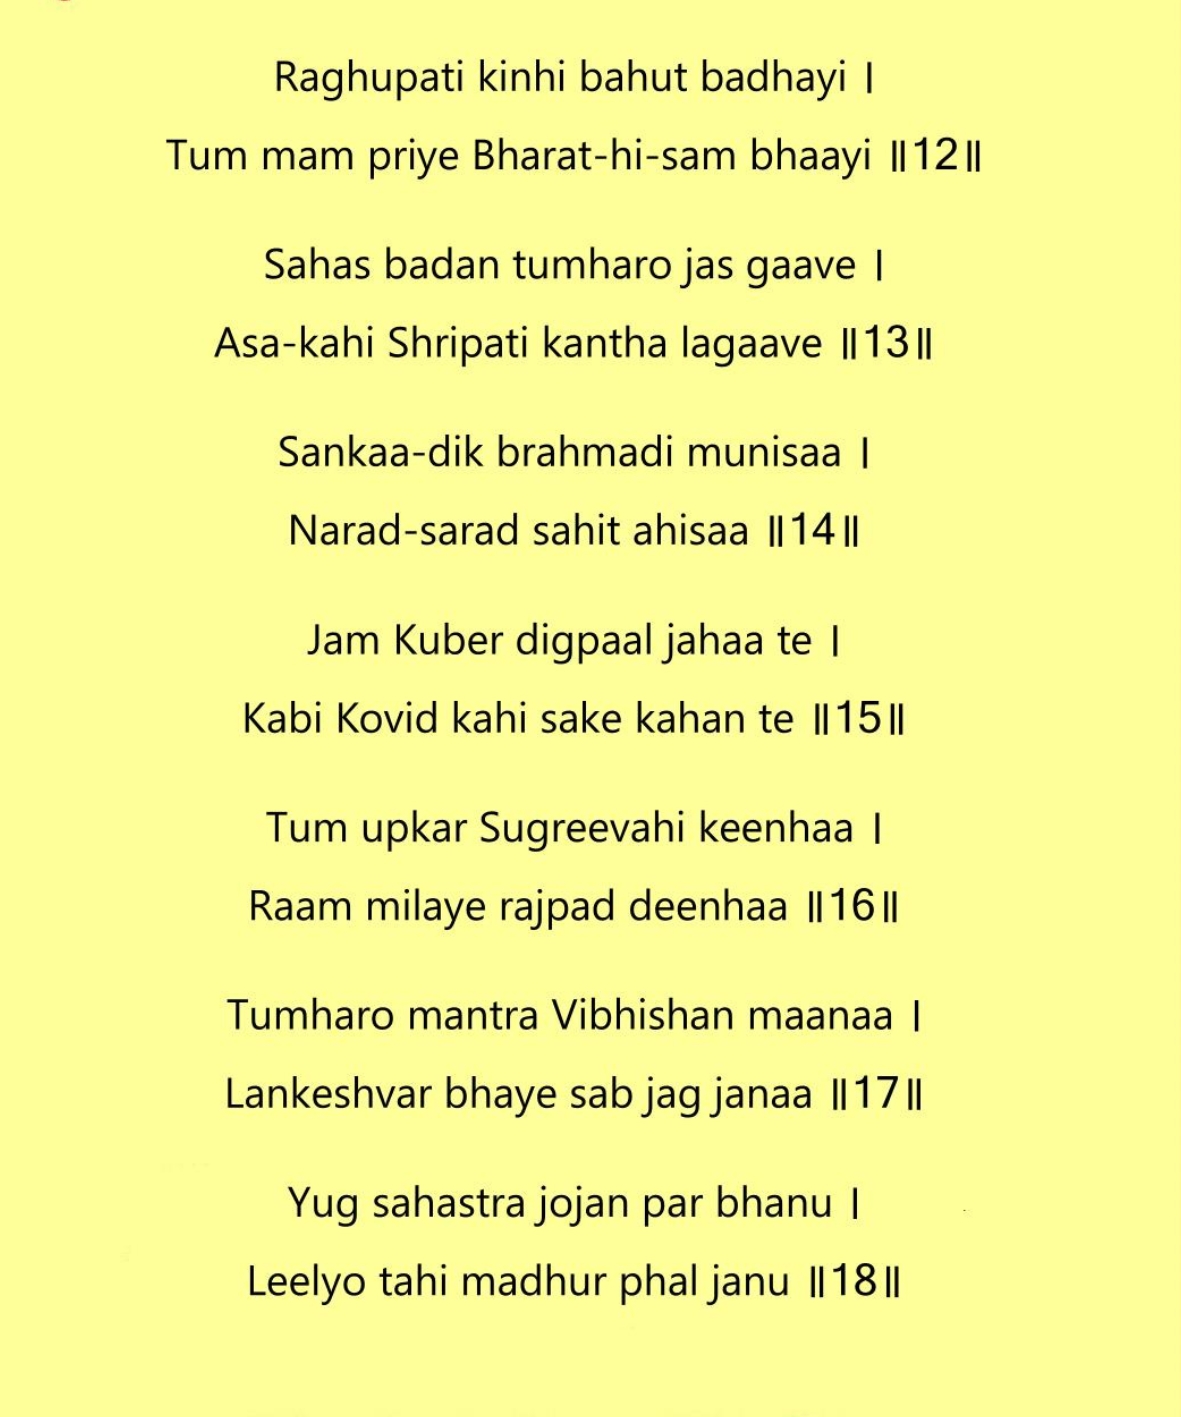 Raghupati kinhi bahut badhayi ।
Tum mam priye Bharat-hi-sam bhaayi ॥12॥
Sahas badan tumharo jas gaave ।
Asa-kahi Shripati kantha lagaave ॥13॥
Sankaa-dik brahmadi munisaa ।
Narad-sarad sahit ahisaa ॥14॥
Jam Kuber digpaal jahaa te ।
Kabi Kovid kahi sake kahan te ॥15॥
Tum upkar Sugreevahi keenhaa ।
Raam milaye rajpad deenhaa ॥16॥
Tumharo mantra Vibhishan maanaa ।
Lankeshvar bhaye sab jag janaa ॥17॥
Yug sahastra jojan par bhanu ।
Leelyo tahi madhur phal janu ॥18॥